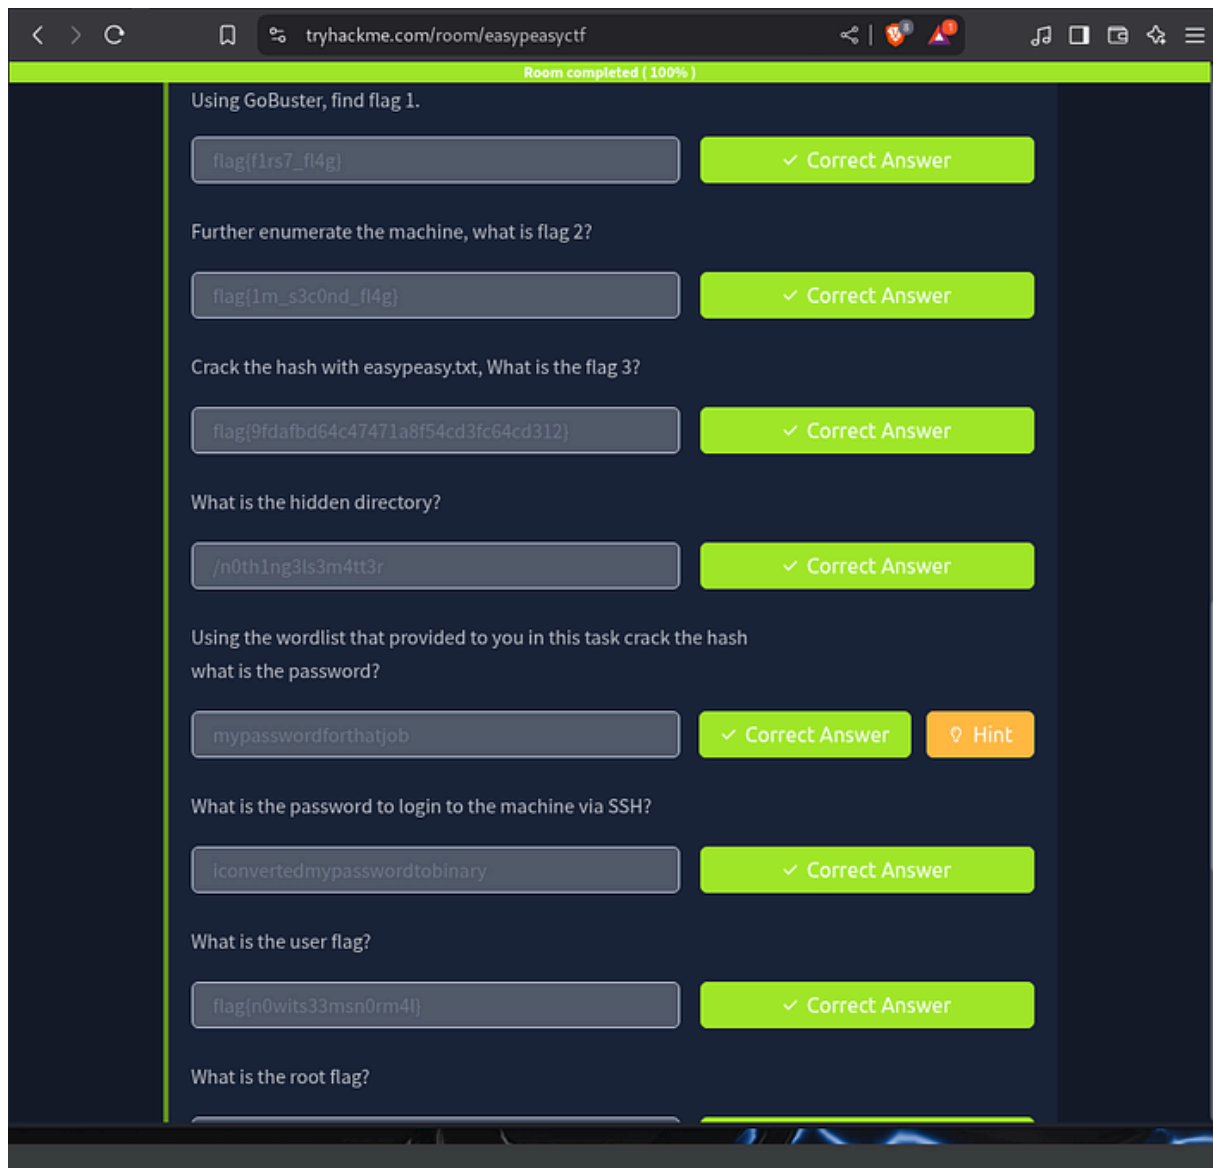 tryhackme.com/room/easypeasyctf
Room completed ( 100% )
Using GoBuster, find flag 1.
flag{f1rs7_fl4g}
Correct Answer
Further enumerate the machine, what is flag 2?
flag{1m_s3c0nd_fl4g}
Correct Answer
Crack the hash with easypeasy.txt, What is the flag 3?
flag{9fdafbd64c47471a8f54cd3fc64cd312}
Correct Answer
What is the hidden directory?
/n0th1ng3ls3m4tt3r
Correct Answer
Using the wordlist that provided to you in this task crack the hash
what is the password?
mypasswordforthatjob
Correct Answer
Hint
What is the password to login to the machine via SSH?
iconvertedmypasswordtobinary
Correct Answer
What is the user flag?
flag{n0wits33msn0rm4l}
Correct Answer
What is the root flag?